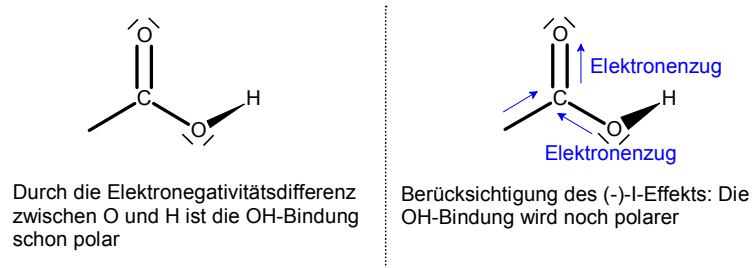 O
C
O
H
Durch die Elektronegativitätsdifferenz
zwischen O und H ist die OH-Bindung
schon polar
O
Elektronenzug
C
O
H
Elektronenzug
Berücksichtigung des (-)-I-Effekts: Die
OH-Bindung wird noch polarer